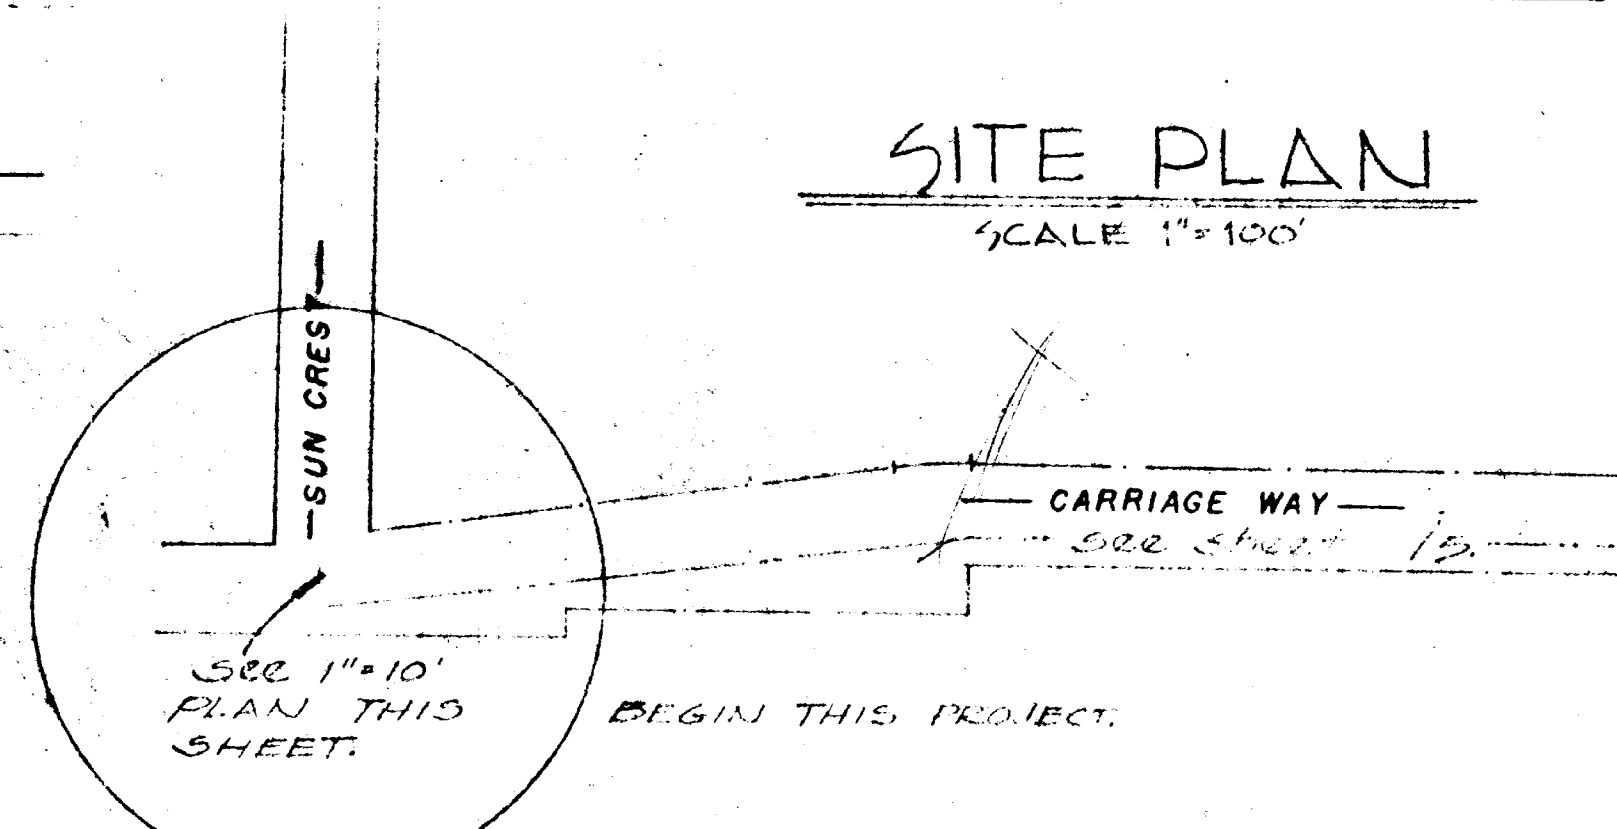 SITE PLAN
SCALE 1"=100'
SUN CREST
CARRIAGE WAY
See sheet 15.
See 1"=10'
PLAN THIS
SHEET.
BEGIN THIS PROJECT.